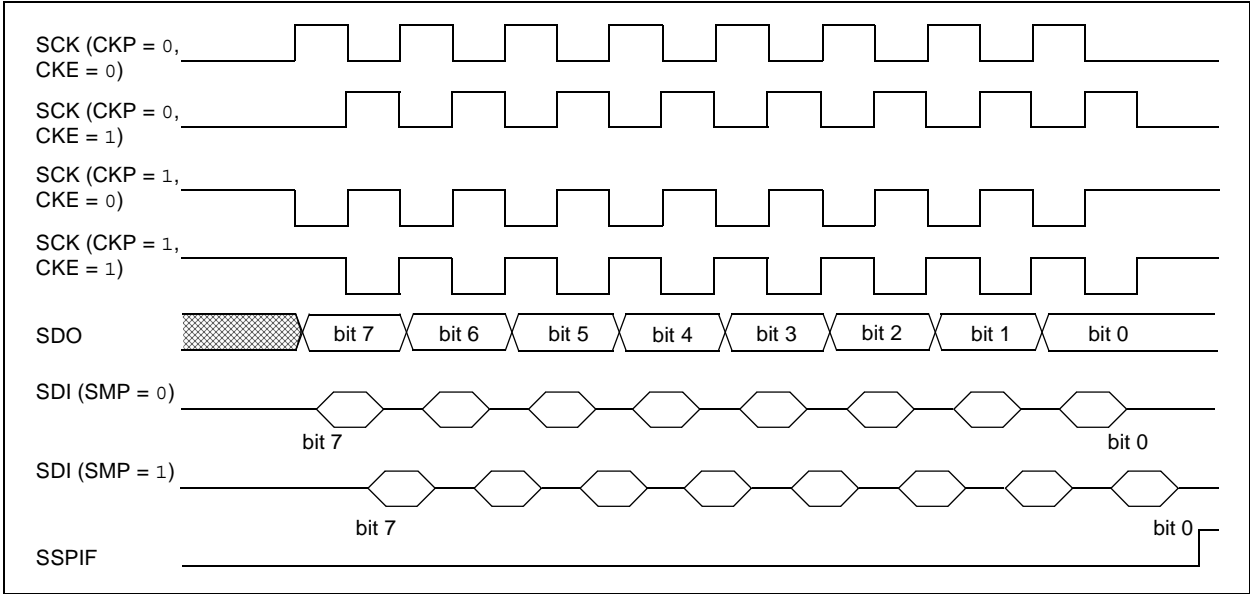 SCK (CKP = 0,
CKE = 0)
SCK (CKP = 0,
CKE = 1)
SCK (CKP = 1,
CKE = 0)
SCK (CKP = 1,
CKE = 1)
SDO
bit 7 bit 6 bit 5 bit 4 bit 3 bit 2 bit 1 bit 0
SDI (SMP = 0)
bit 7 bit 0
SDI (SMP = 1)
bit 7 bit 0
SSPIF